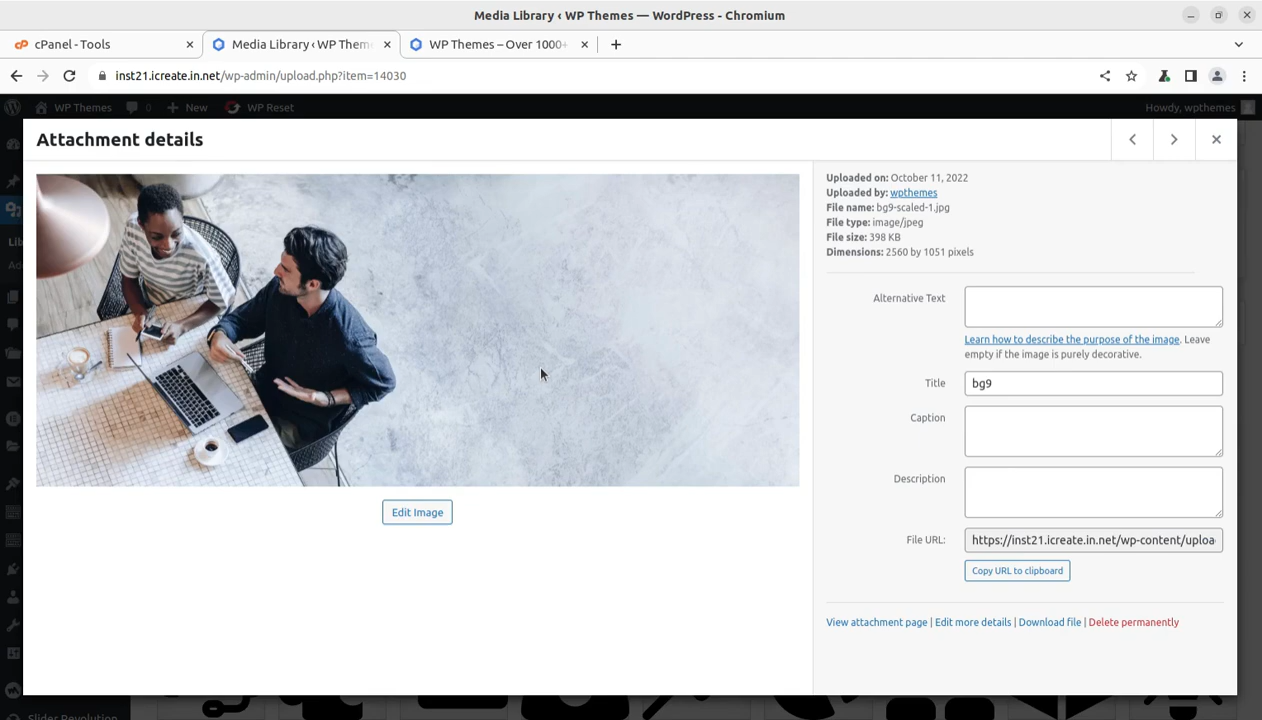 Media Library ‹ WP Themes — WordPress - Chromium
cPanel - Tools
Media Library ‹ WP Them
WP Themes – Over 1000+
inst21.icreate.in.net/wp-admin/upload.php?item=14030
WP Themes
0
New
WP Reset
Howdy, wpthemes
Attachment details
Uploaded on: October 11, 2022
Uploaded by: wpthemes
File name: bg9-scaled-1.jpg
File type: image/jpeg
File size: 398 KB
Dimensions: 2560 by 1051 pixels
Alternative Text
Learn how to describe the purpose of the image. Leave
empty if the image is purely decorative.
Title
bg9
Caption
Description
File URL:
https://inst21.icreate.in.net/wp-content/uploa
Copy URL to clipboard
Edit Image
View attachment page | Edit more details | Download file | Delete permanently
Lib
Ad
Slider Revolution